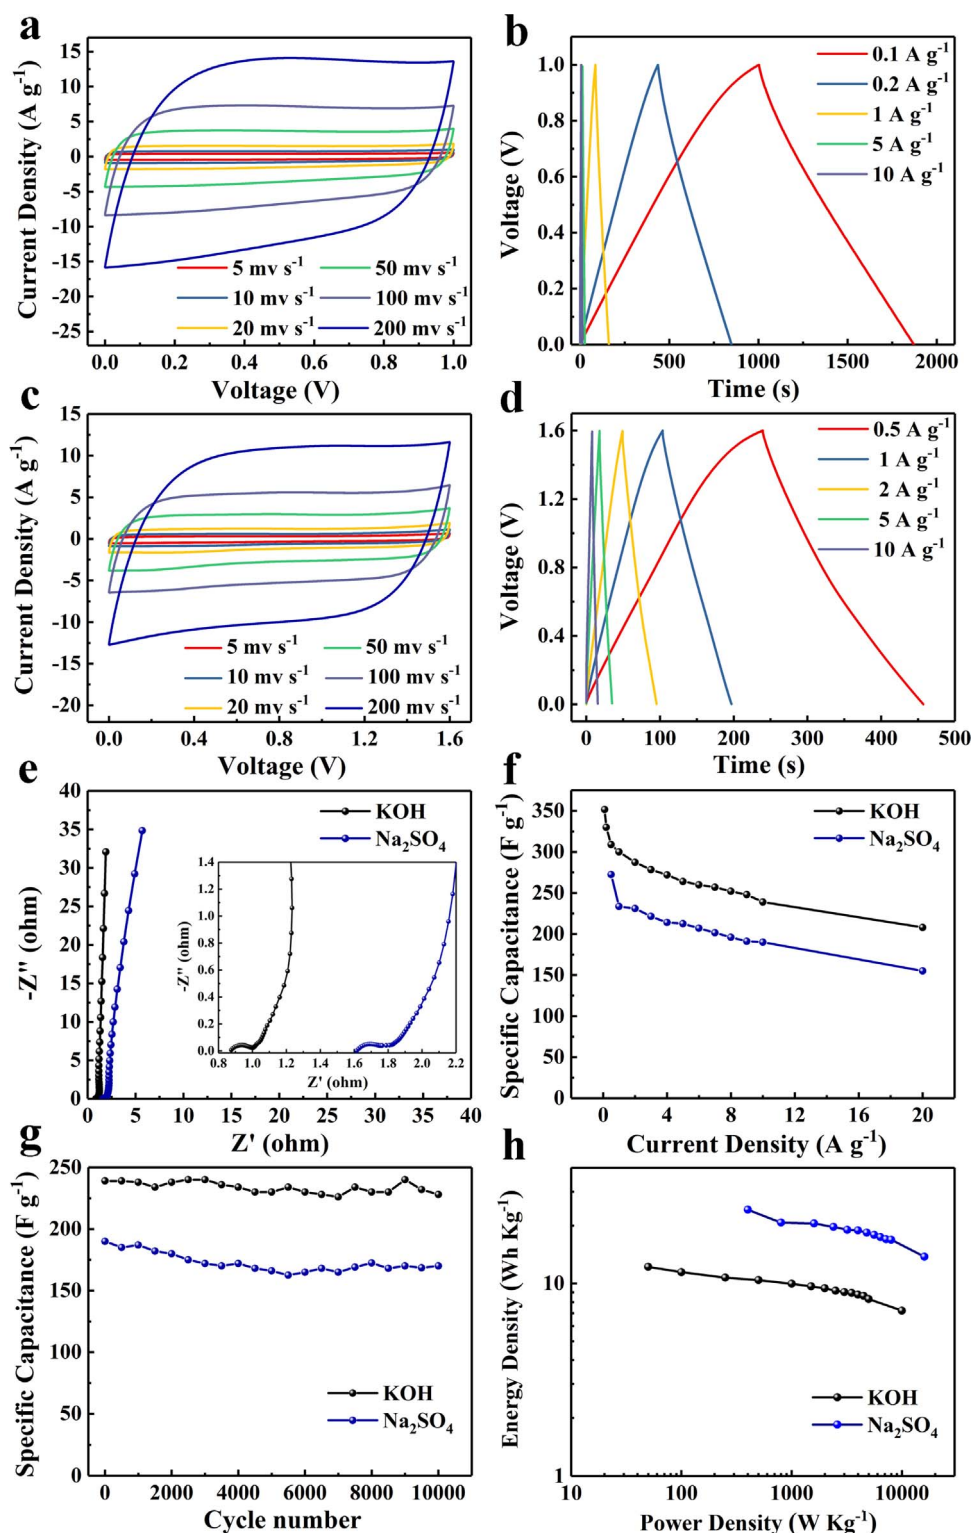 a
Current Density (A g⁻¹)
15
10
5
0
-5
-10
-15
-20
-25
5 mv s⁻¹
50 mv s⁻¹
10 mv s⁻¹
100 mv s⁻¹
20 mv s⁻¹
200 mv s⁻¹
0.0 0.2 0.4 0.6 0.8 1.0
Voltage (V)
b
Voltage (V)
1.0
0.8
0.6
0.4
0.2
0.0
0.1 A g⁻¹
0.2 A g⁻¹
1 A g⁻¹
5 A g⁻¹
10 A g⁻¹
0 500 1000 1500 2000
Time (s)
c
Current Density (A g⁻¹)
15
10
5
0
-5
-10
-15
-20
5 mv s⁻¹
50 mv s⁻¹
10 mv s⁻¹
100 mv s⁻¹
20 mv s⁻¹
200 mv s⁻¹
0.0 0.4 0.8 1.2 1.6
Voltage (V)
d
Voltage (V)
1.6
1.2
0.8
0.4
0.0
0.5 A g⁻¹
1 A g⁻¹
2 A g⁻¹
5 A g⁻¹
10 A g⁻¹
0 100 200 300 400 500
Time (s)
e
-Z'' (ohm)
40
35
30
25
20
15
10
5
0
KOH
Na₂SO₄
-Z'' (ohm)
1.4
1.2
1.0
0.8
0.6
0.4
0.2
0.0
0.8 1.0 1.2 1.4 1.6 1.8 2.0 2.2
Z' (ohm)
0 5 10 15 20 25 30 35 40
Z' (ohm)
f
Specific Capacitance (F g⁻¹)
350
300
250
200
150
100
50
0
KOH
Na₂SO₄
0 4 8 12 16 20
Current Density (A g⁻¹)
g
Specific Capacitance (F g⁻¹)
250
200
150
100
50
0
KOH
Na₂SO₄
0 2000 4000 6000 8000 10000
Cycle number
h
Energy Density (Wh Kg⁻¹)
10
1
KOH
Na₂SO₄
10 100 1000 10000
Power Density (W Kg⁻¹)